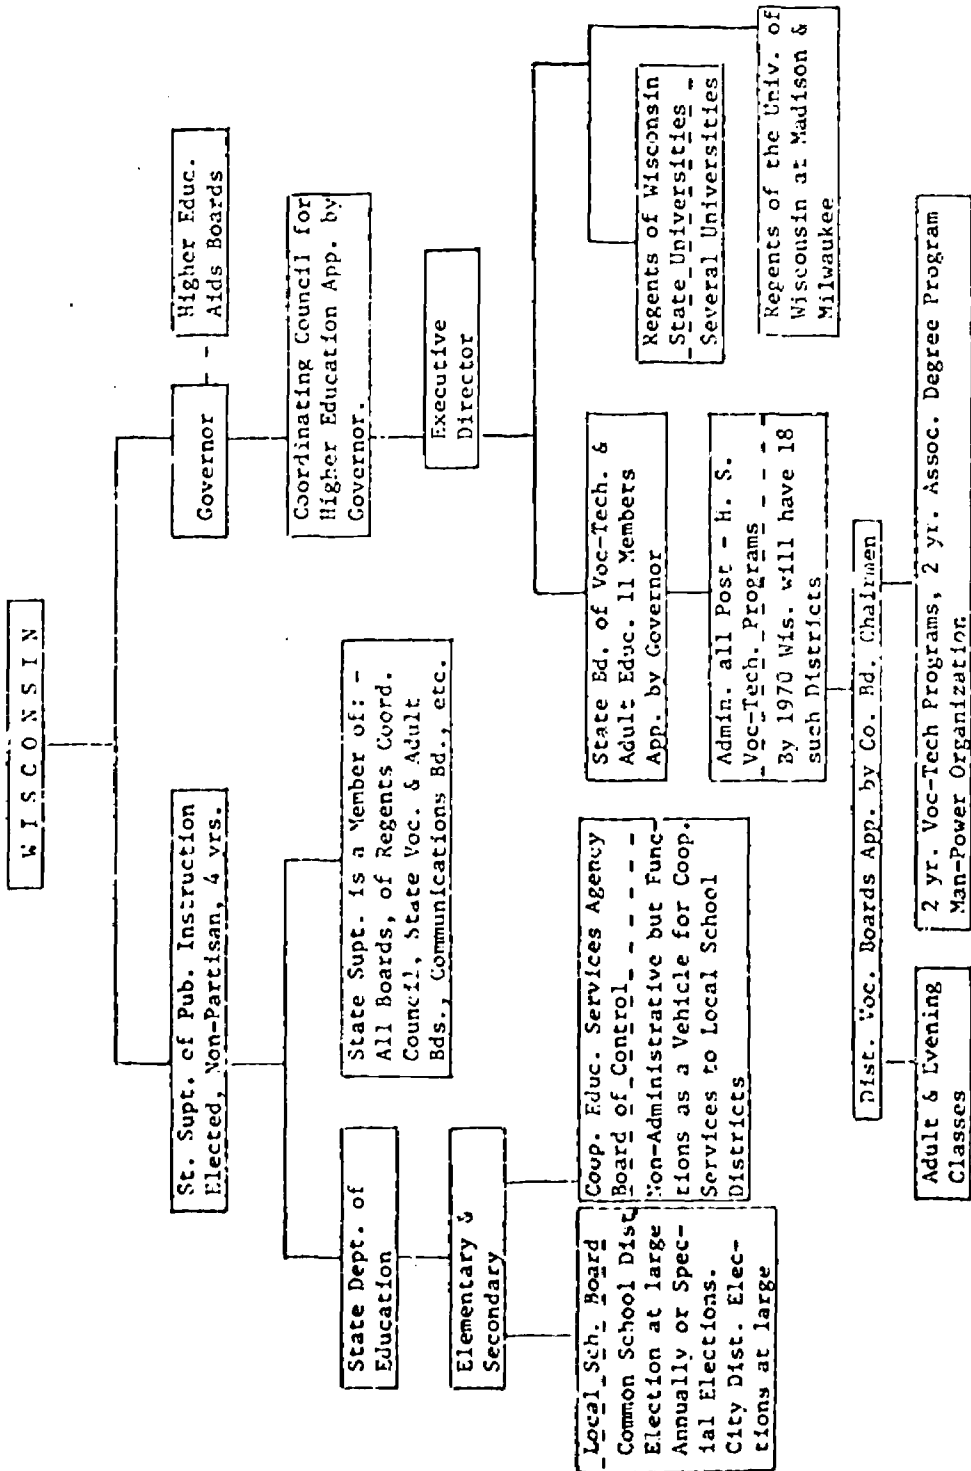 W I S C O N S I N
St. Supt. of Pub. Instruction
Elected, Non-Partisan, 4 yrs.
Governor
Higher Educ.
Aids Boards
State Dept. of
Education
State Supt. is a Member of: -
All Boards, of Regents Coord.
Council, State Voc. & Adult
Bds., Communications Bd., etc.
Coordinating Council for
Higher Education App. by
Governor.
Elementary &
Secondary
Executive
Director
Local Sch. Board
Common School Dist
Election at large
Annually or Spec-
ial Elections.
City Dist. Elec-
tions at large
Coop. Educ. Services Agency
Board of Control
Non-Administrative but Func-
tions as a Vehicle for Coop.
Services to Local School
Districts
State Bd. of Voc-Tech. &
Adult Educ. 11 Members
App. by Governor
Regents of Wisconsin
State Universities
Several Universities
Admin. all Post - H. S.
Voc-Tech. Programs
By 1970 Wis. will have 18
such Districts
Regents of the Univ. of
Wisconsin at Madison &
Milwaukee
Dist. Voc. Boards App. by Co. Bd. Chairmen
Adult & Evening
Classes
2 yr. Voc-Tech Programs, 2 yr. Assoc. Degree Program
Man-Power Organization